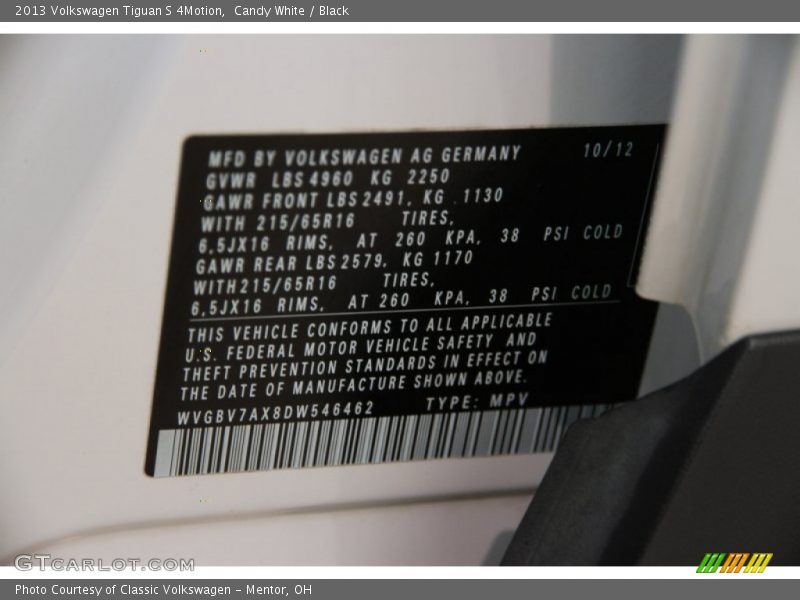 2013 Volkswagen Tiguan S 4Motion, Candy White / Black
MFD BY VOLKSWAGEN AG GERMANY 10/12
GVWR LBS 4960 KG 2250
GAWR FRONT LBS 2491, KG 1130
WITH 215/65R16 TIRES,
6,5JX16 RIMS, AT 260 KPA, 38 PSI COLD
GAWR REAR LBS 2579, KG 1170
WITH 215/65R16 TIRES,
6,5JX16 RIMS, AT 260 KPA, 38 PSI COLD
THIS VEHICLE CONFORMS TO ALL APPLICABLE
U.S. FEDERAL MOTOR VEHICLE SAFETY AND
THEFT PREVENTION STANDARDS IN EFFECT ON
THE DATE OF MANUFACTURE SHOWN ABOVE.
WVGBV7AX8DW546462 TYPE: MPV
GTcarlot.com
Photo Courtesy of Classic Volkswagen - Mentor, OH